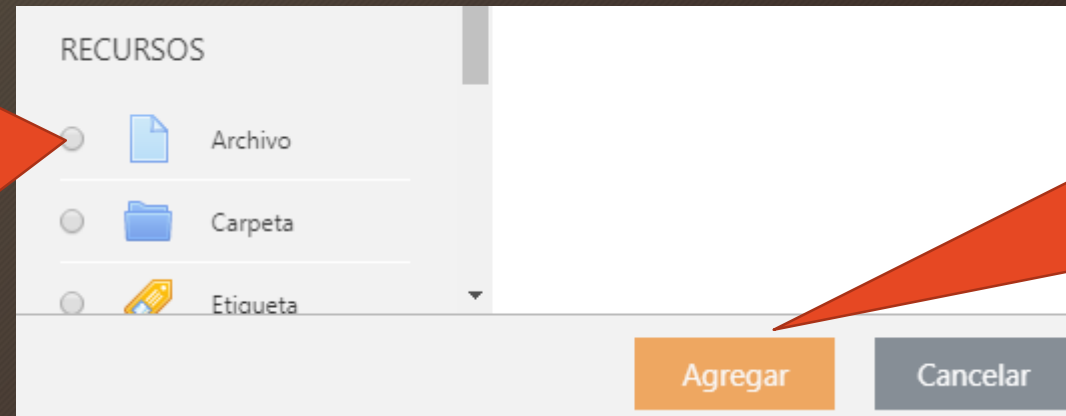 RECURSOS
Archivo
Carpeta
Etiqueta
Agregar
Cancelar